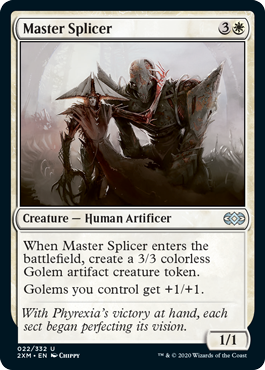 Master Splicer 3
Creature — Human Artificer
When Master Splicer enters the
battlefield, create a 3/3 colorless
Golem artifact creature token.
Golems you control get +1/+1.
With Phyrexia's victory at hand, each
sect began perfecting its vision.
1/1
022/332 U
2XM • EN CHIPPY
™ & © 2020 Wizards of the Coast